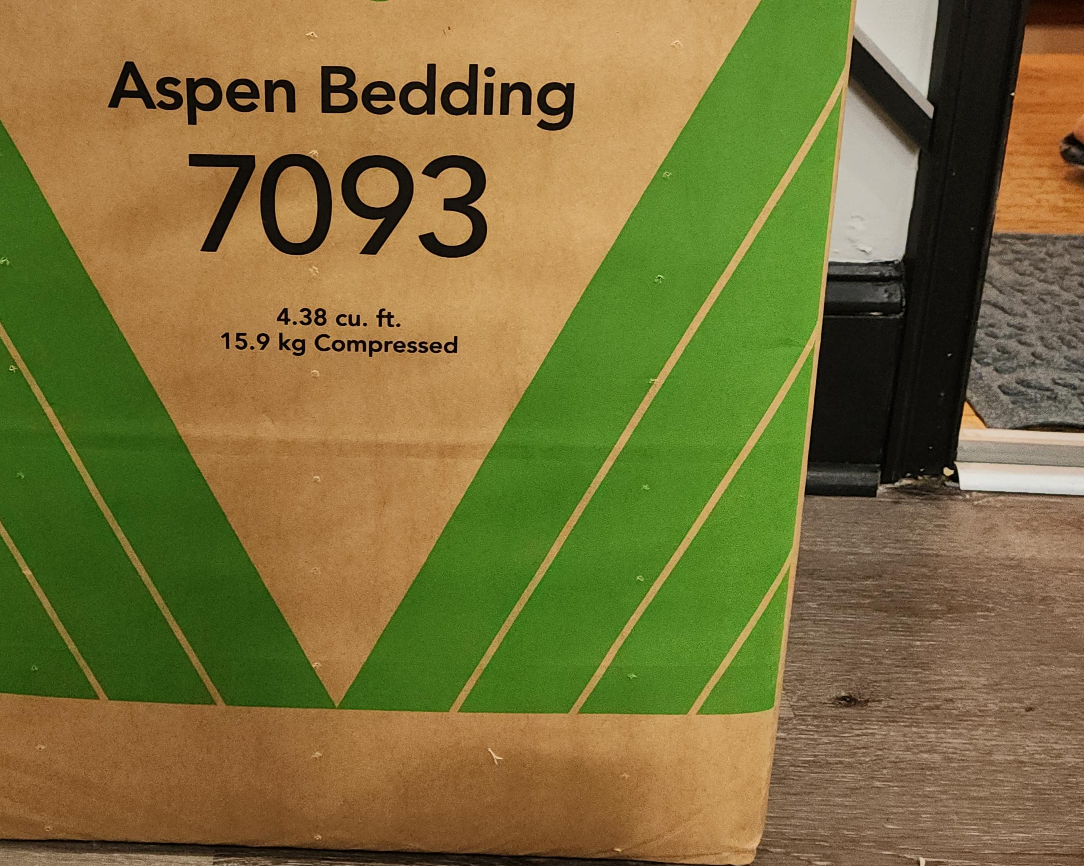 Aspen Bedding
7093
4.38 cu. ft.
15.9 kg Compressed